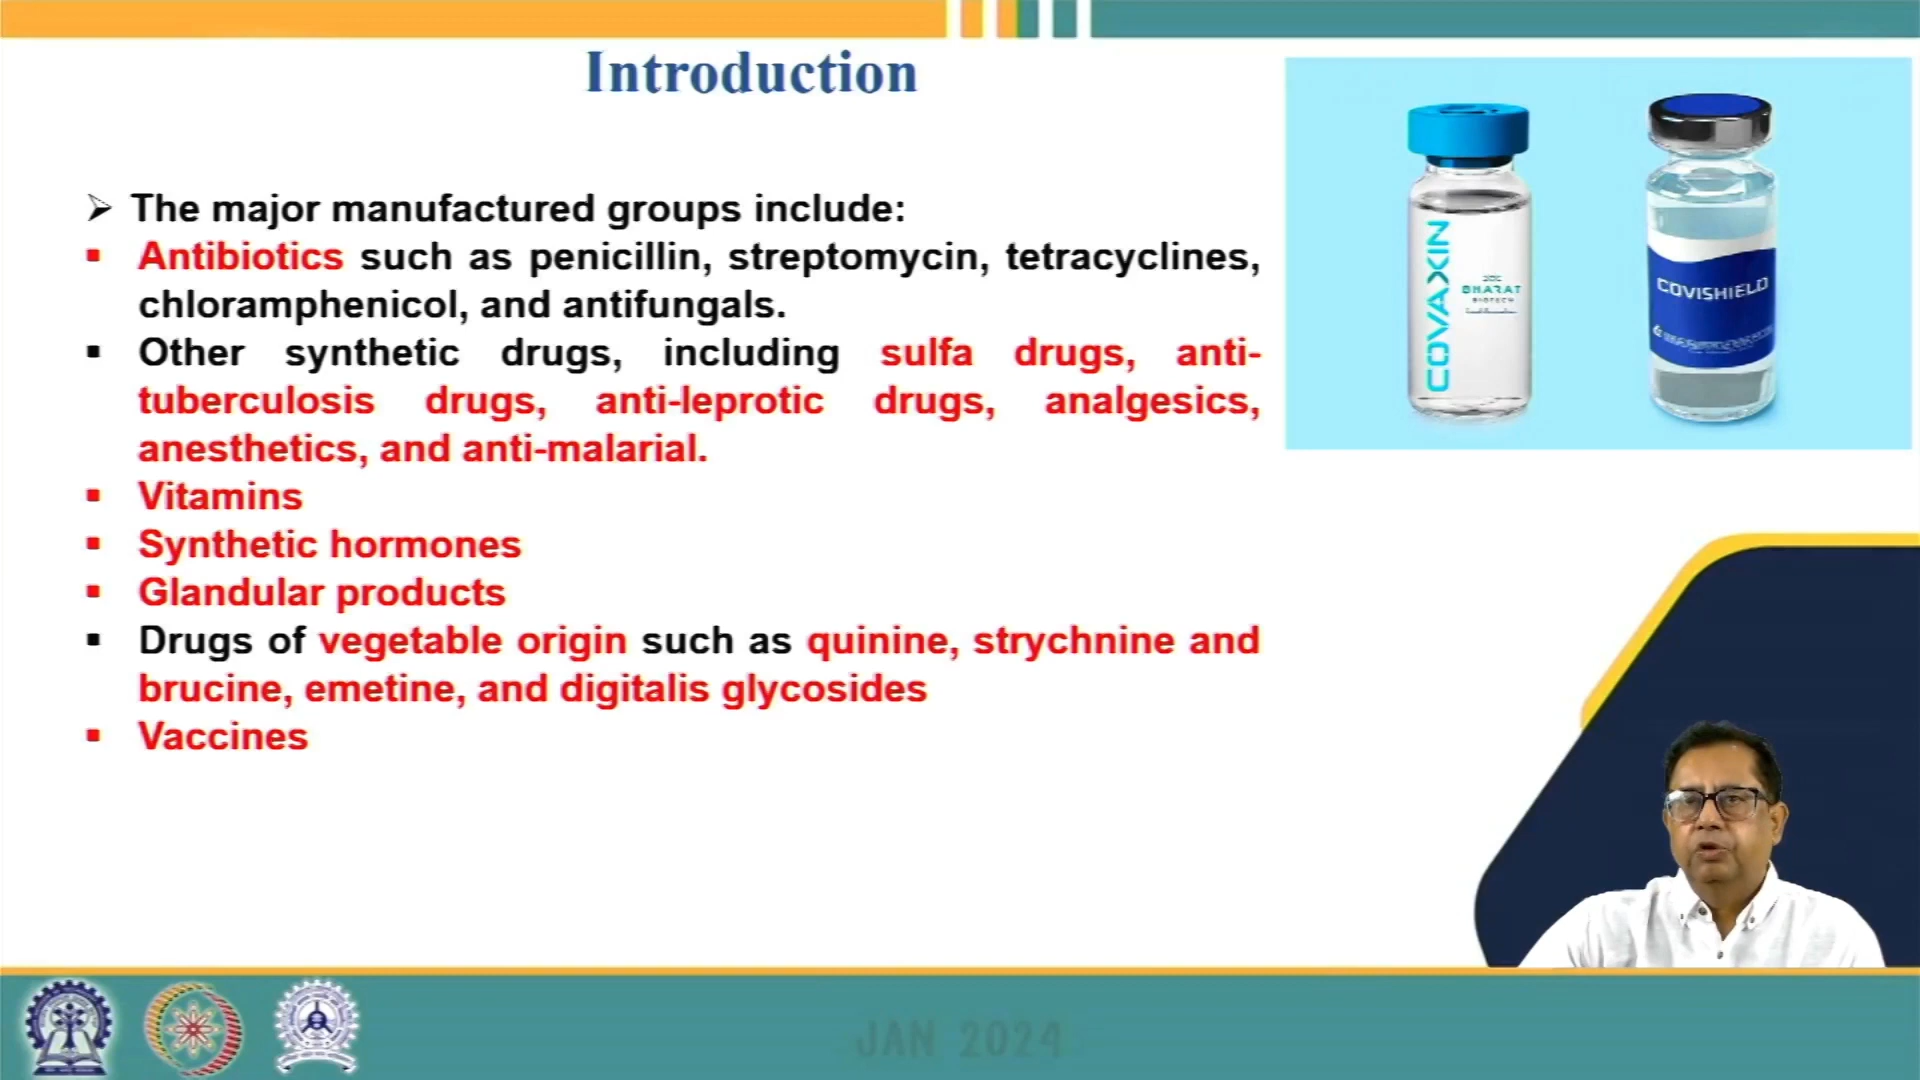 Introduction
➢ The major manufactured groups include:
▪ Antibiotics such as penicillin, streptomycin, tetracyclines,
chloramphenicol, and antifungals.
▪ Other synthetic drugs, including sulfa drugs, anti-
tuberculosis drugs, anti-leprotic drugs, analgesics,
anesthetics, and anti-malarial.
▪ Vitamins
▪ Synthetic hormones
▪ Glandular products
▪ Drugs of vegetable origin such as quinine, strychnine and
brucine, emetine, and digitalis glycosides
▪ Vaccines
COVAXIN
BHARAT
BIOTECH
COVISHIELD
JAN 2024